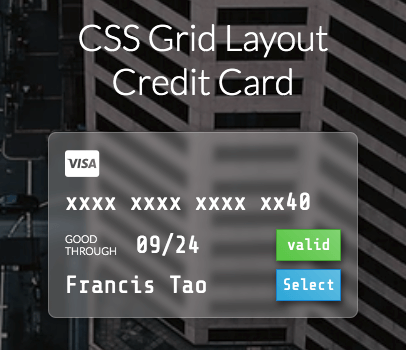 CSS Grid Layout
Credit Card
VISA
xxxx xxxx xxxx xx40
GOOD
THROUGH 09/24
valid
Francis Tao
Select